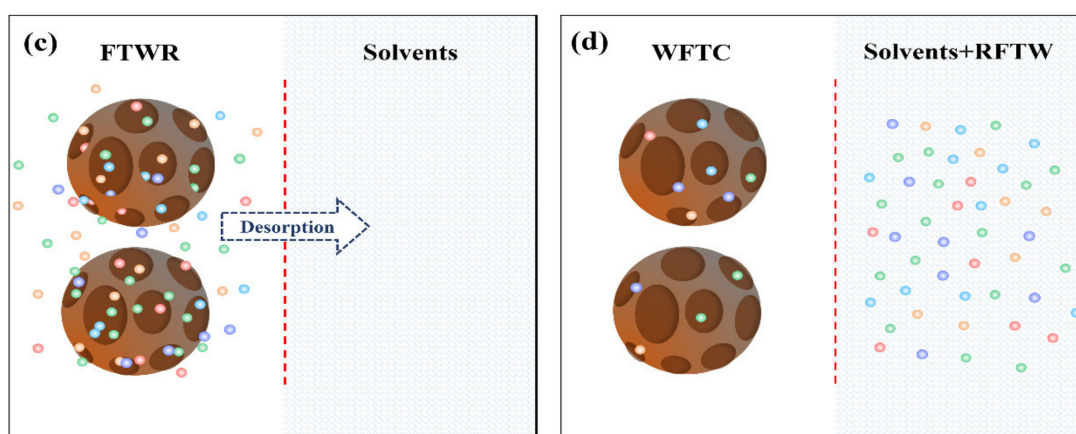 (c)
FTWR
Solvents
Desorption
(d)
WFTC
Solvents+RFTW